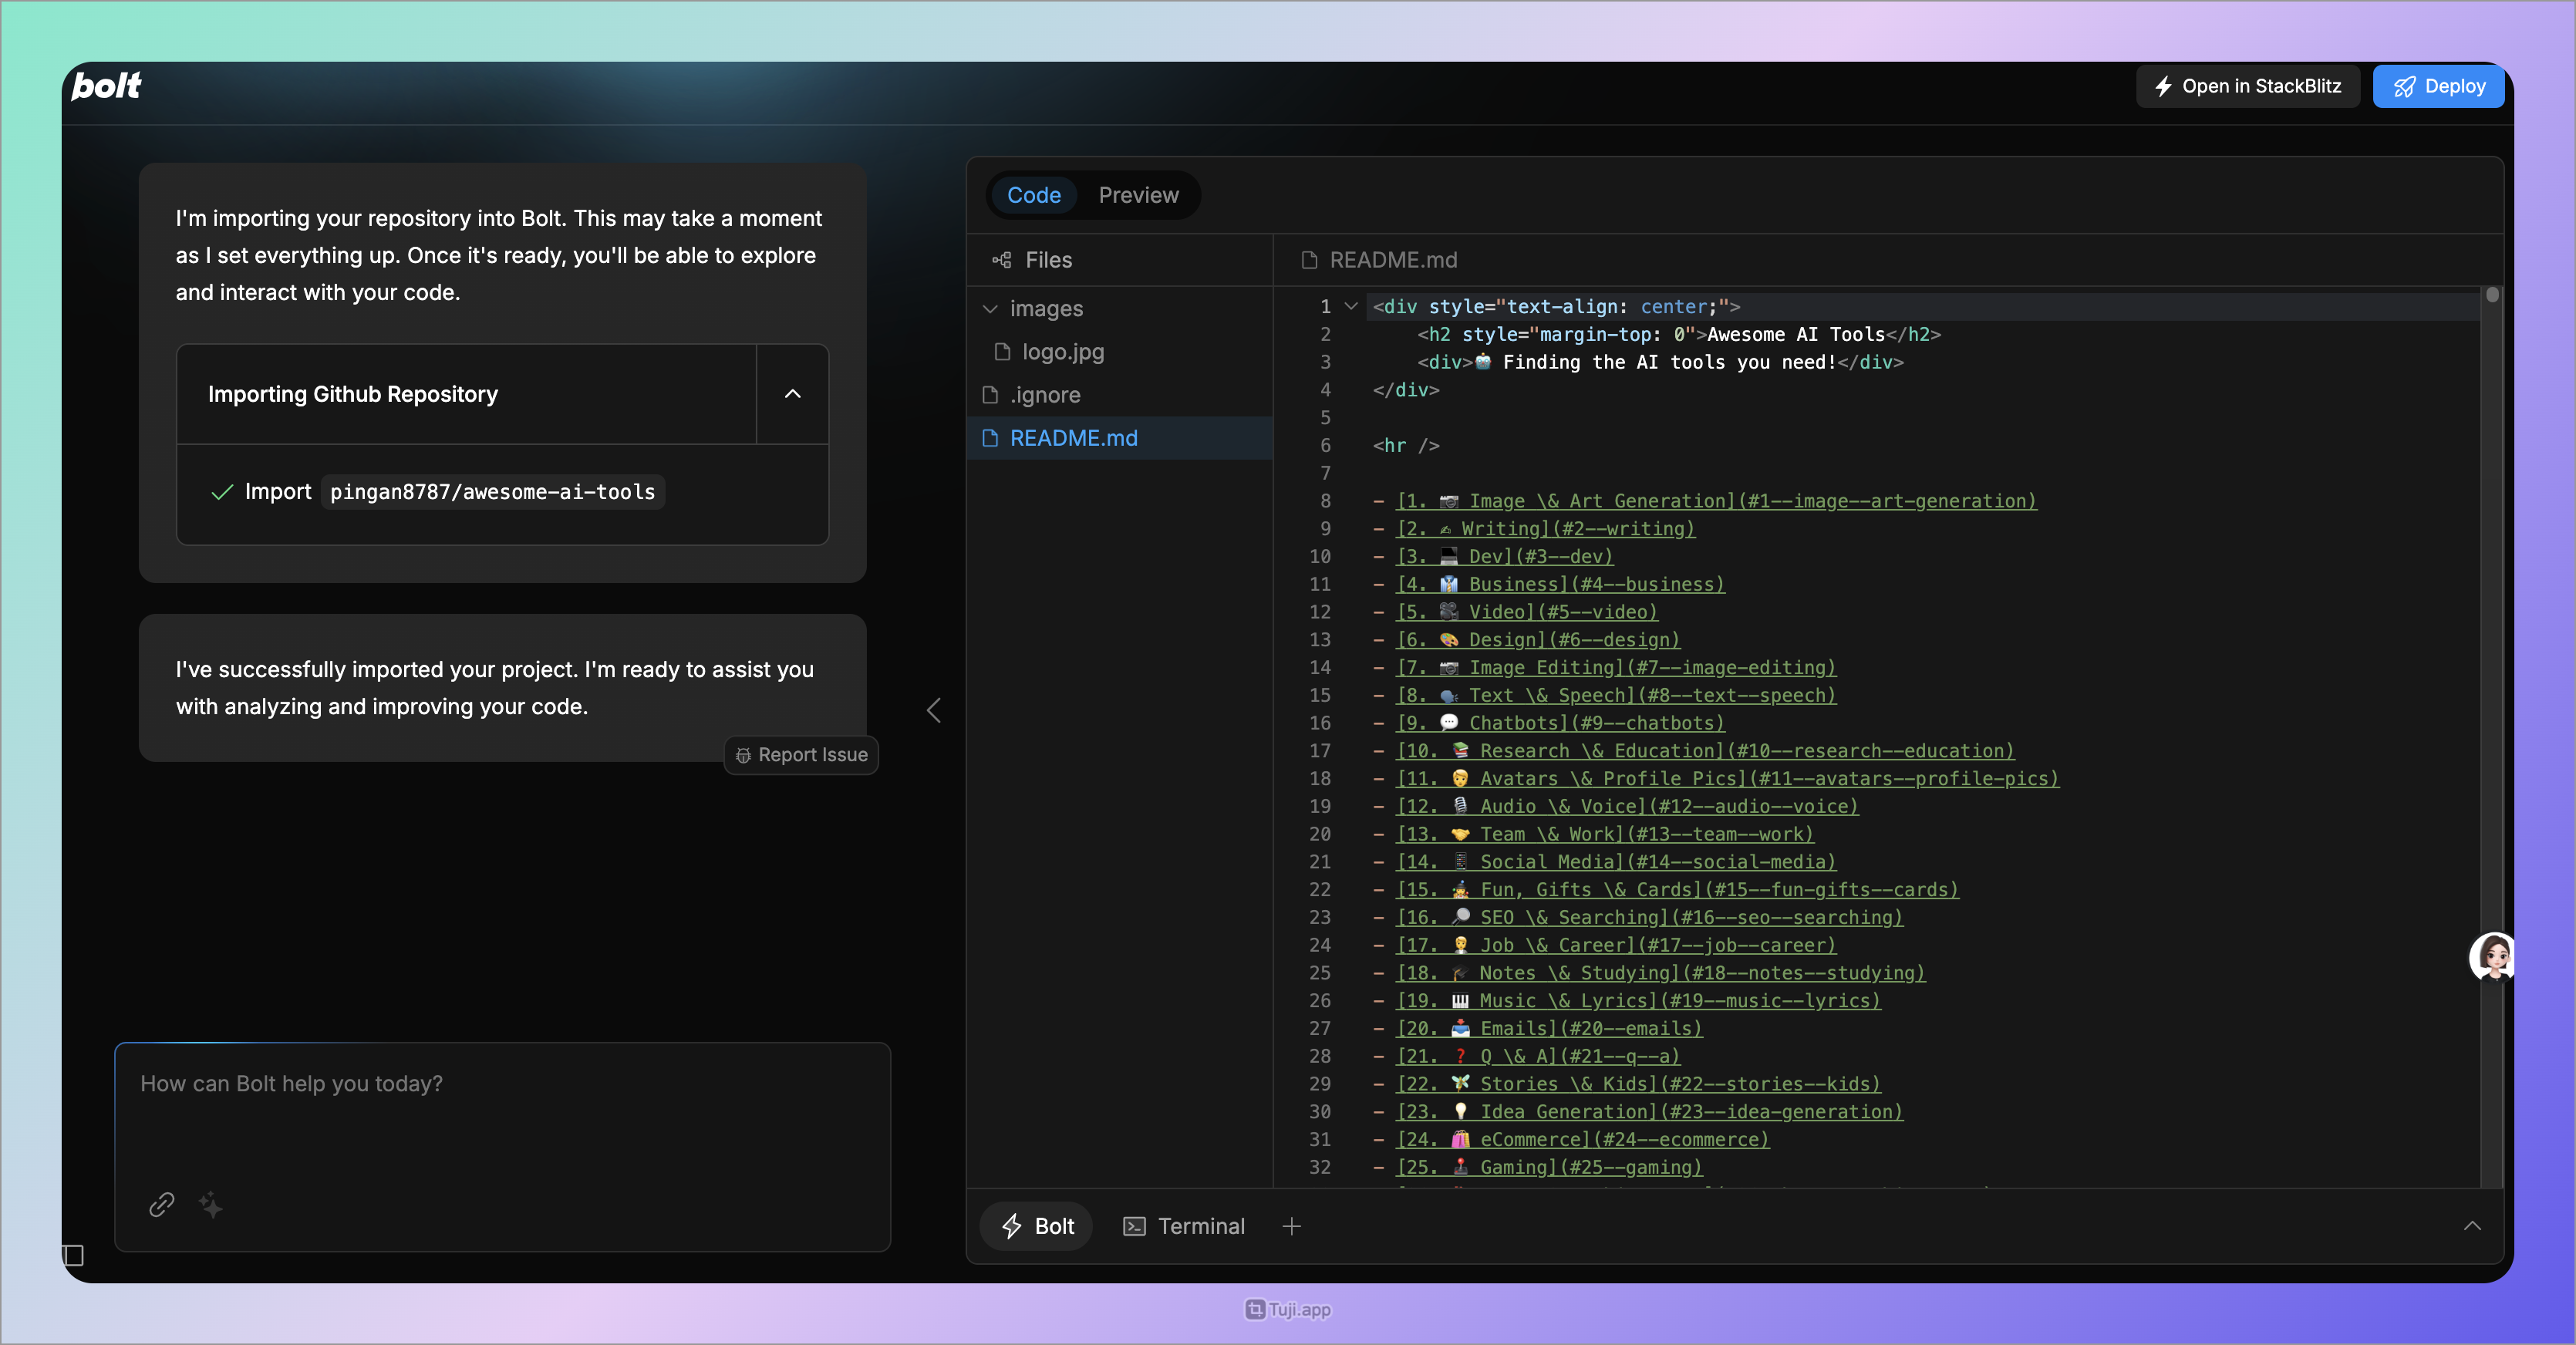 bolt
Open in StackBlitz
Deploy
I'm importing your repository into Bolt. This may take a moment
as I set everything up. Once it's ready, you'll be able to explore
and interact with your code.
Importing Github Repository
Import pingan8787/awesome-ai-tools
I've successfully imported your project. I'm ready to assist you
with analyzing and improving your code.
Report Issue
How can Bolt help you today?
Code Preview
Files
images
logo.jpg
.ignore
README.md
README.md
1 <div style="text-align: center;">
2 <h2 style="margin-top: 0">Awesome AI Tools</h2>
3 <div>🤖 Finding the AI tools you need!</div>
4 </div>
5
6 <hr />
7
8 - [1. 📷 Image \& Art Generation](#1--image--art-generation)
9 - [2. ✍ Writing](#2--writing)
10 - [3. 💻 Dev](#3--dev)
11 - [4. 👔 Business](#4--business)
12 - [5. 🎥 Video](#5--video)
13 - [6. 🎨 Design](#6--design)
14 - [7. 📷 Image Editing](#7--image-editing)
15 - [8. 🗣 Text \& Speech](#8--text--speech)
16 - [9. 💬 Chatbots](#9--chatbots)
17 - [10. 📚 Research \& Education](#10--research--education)
18 - [11. 🧑 Avatars \& Profile Pics](#11--avatars--profile-pics)
19 - [12. 🎙 Audio \& Voice](#12--audio--voice)
20 - [13. 🤝 Team \& Work](#13--team--work)
21 - [14. 📱 Social Media](#14--social-media)
22 - [15. 🤹 Fun, Gifts \& Cards](#15--fun-gifts--cards)
23 - [16. 🔎 SEO \& Searching](#16--seo--searching)
24 - [17. 🧑‍💼 Job \& Career](#17--job--career)
25 - [18. 🎓 Notes \& Studying](#18--notes--studying)
26 - [19. 🎹 Music \& Lyrics](#19--music--lyrics)
27 - [20. 📥 Emails](#20--emails)
28 - [21. ❓ Q \& A](#21--q--a)
29 - [22. 🧚 Stories \& Kids](#22--stories--kids)
30 - [23. 💡 Idea Generation](#23--idea-generation)
31 - [24. 🛍 eCommerce](#24--ecommerce)
32 - [25. 🕹 Gaming](#25--gaming)
Bolt
Terminal
Tuji.app